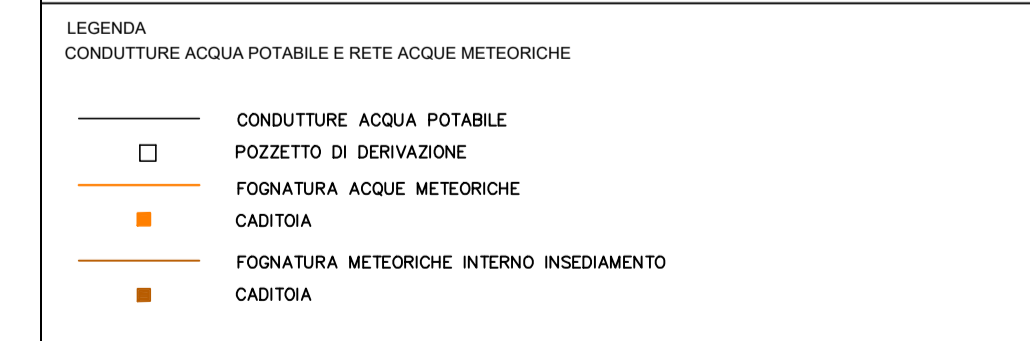 LEGENDA
CONDUTTURE ACQUA POTABILE E RETE ACQUE METEORICHE
CONDUTTURE ACQUA POTABILE
POZZETTO DI DERIVAZIONE
FOGNATURA ACQUE METEORICHE
CADITOIA
FOGNATURA METEORICHE INTERNO INSEDIAMENTO
CADITOIA